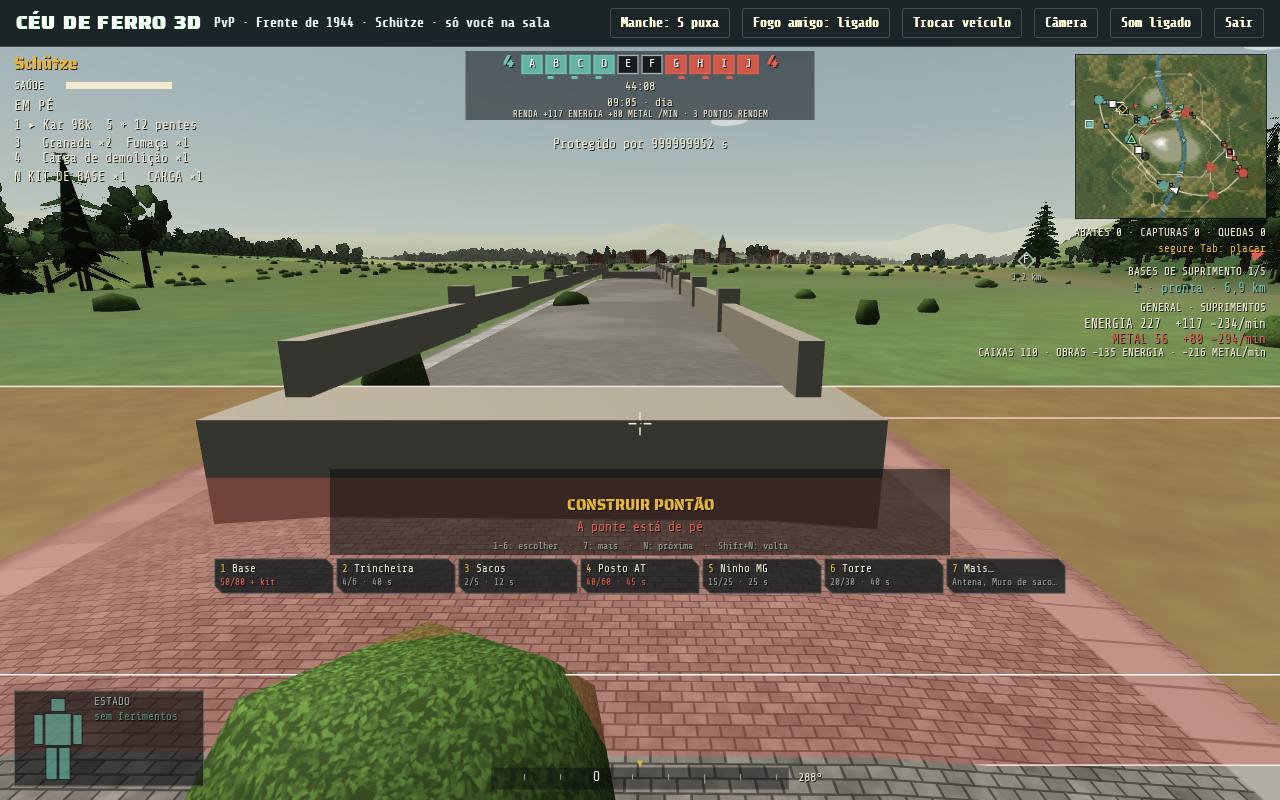 CÉU DE FERRO 3D PvP · Frente de 1944 · Schütze · só você na sala
Manche: S puxa
Fogo amigo: ligado
Trocar veículo
Câmera
Som ligado
Sair
Schütze
SAÚDE
EM PÉ
1 ▸ Kar 98k 5 + 12 pentes
3 Granada ×2 Fumaça ×1
4 Carga de demolição ×1
N KIT DE BASE ×1 CARGA ×1
4 A B C D E F G H I J 4
44:08
09:05 · dia
RENDA +117 ENERGIA +80 METAL /MIN · 3 PONTOS RENDEM
Protegido por 999999952 s
ABATES 0 · CAPTURAS 0 · QUEDAS 0
segure Tab: placar
F
BASES DE SUPRIMENTO 1/5
1 · pronta · 6,9 km
GENERAL · SUPRIMENTOS
ENERGIA 227 +117 −234/min
METAL 56 +80 −294/min
CAIXAS 110 · OBRAS −135 ENERGIA · −216 METAL/min
CONSTRUIR PONTÃO
A ponte está de pé
1-6: escolher · 7: mais · N: próxima · Shift+N: volta
1 Base
50/80 + kit
2 Trincheira
4/6 · 40 s
3 Sacos
2/5 · 12 s
4 Posto AT
40/60 · 45 s
5 Ninho MG
15/25 · 25 s
6 Torre
20/30 · 40 s
7 Mais…
Antena, Muro de saco…
ESTADO
sem ferimentos
O
288°